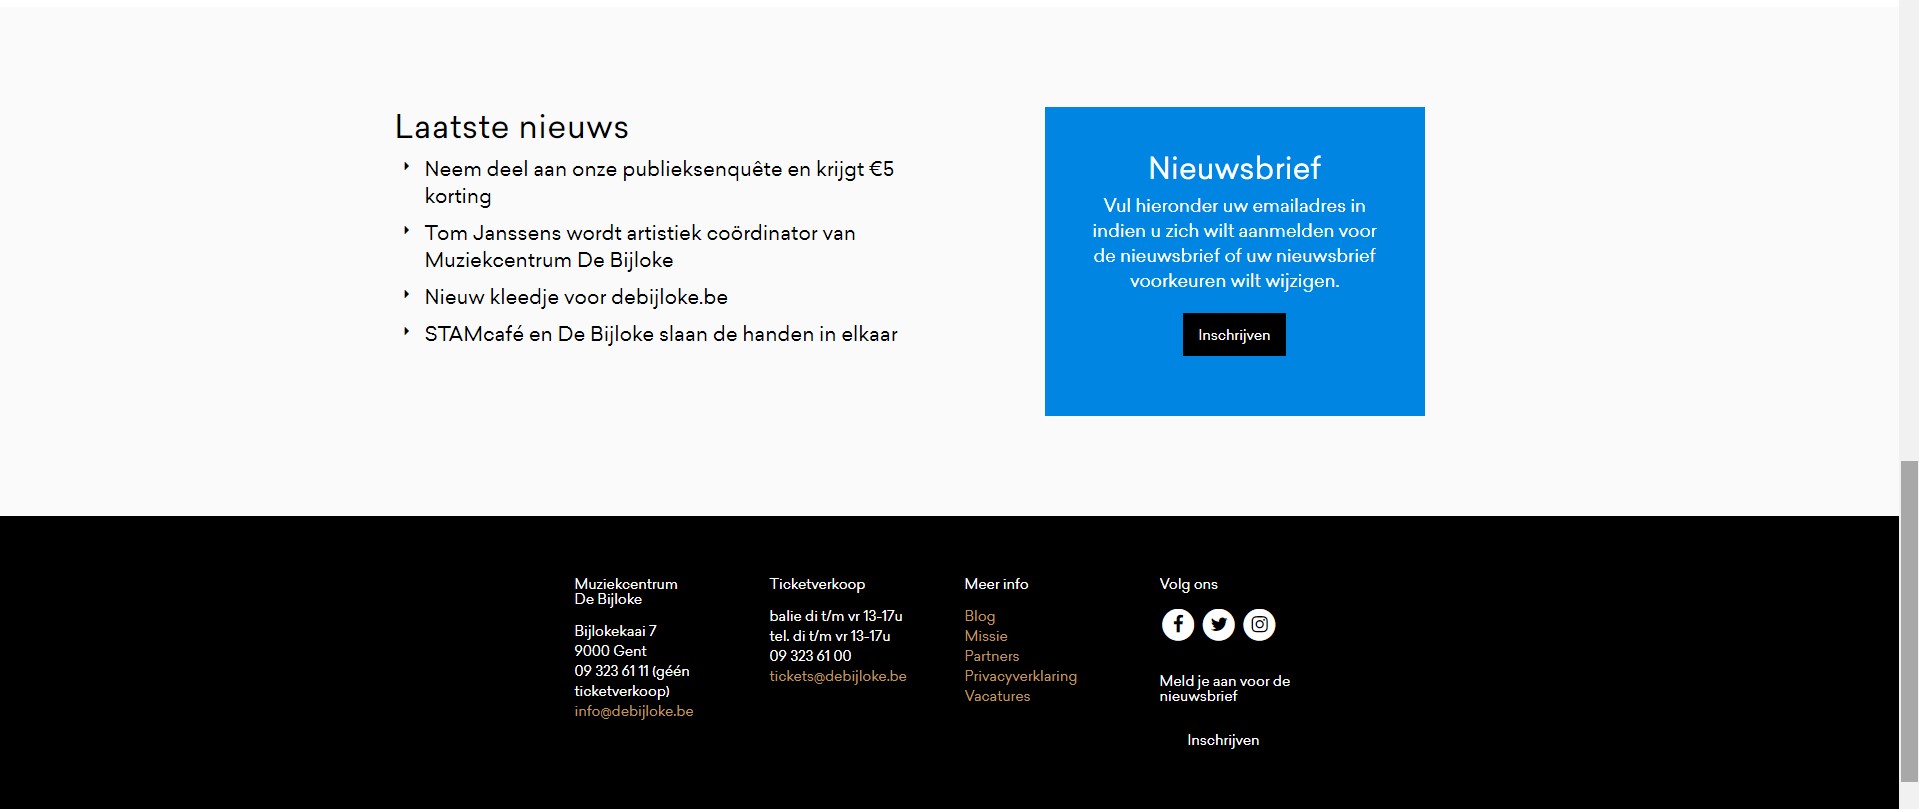 Laatste nieuws
Neem deel aan onze publieksenquête en krijgt €5
korting
Tom Janssens wordt artistiek coördinator van
Muziekcentrum De Bijloke
Nieuw kleedje voor debijloke.be
STAMcafé en De Bijloke slaan de handen in elkaar
Nieuwsbrief
Vul hieronder uw emailadres in
indien u zich wilt aanmelden voor
de nieuwsbrief of uw nieuwsbrief
voorkeuren wilt wijzigen.
Inschrijven
Muziekcentrum
De Bijloke
Bijlokekaai 7
9000 Gent
09 323 61 11 (géén
ticketverkoop)
info@debijloke.be
Ticketverkoop
balie di t/m vr 13-17u
tel. di t/m vr 13-17u
09 323 61 00
tickets@debijloke.be
Meer info
Blog
Missie
Partners
Privacyverklaring
Vacatures
Volg ons
Meld je aan voor de
nieuwsbrief
Inschrijven